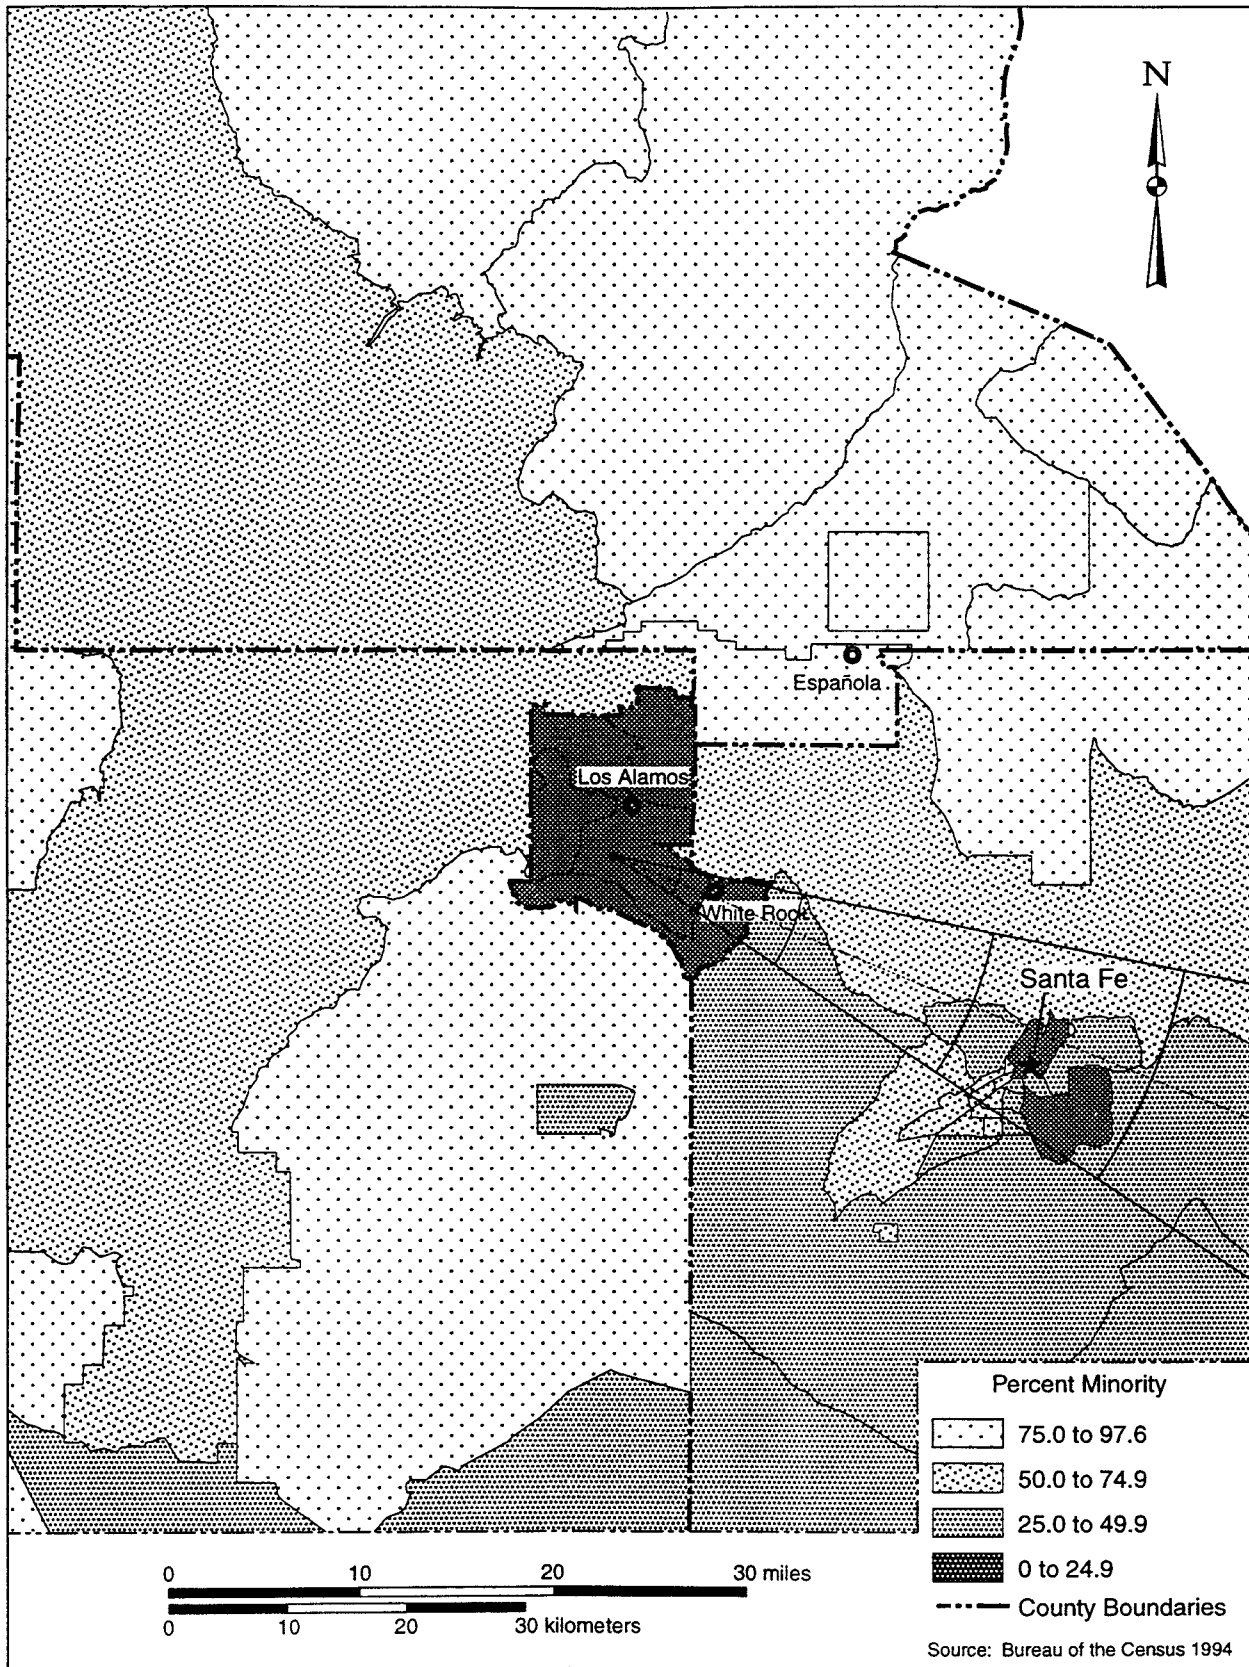 N
Española
Los Alamos
White Rock
Santa Fe
Percent Minority
75.0 to 97.6
50.0 to 74.9
25.0 to 49.9
0 to 24.9
County Boundaries
Source: Bureau of the Census 1994
0 10 20 30 miles
0 10 20 30 kilometers